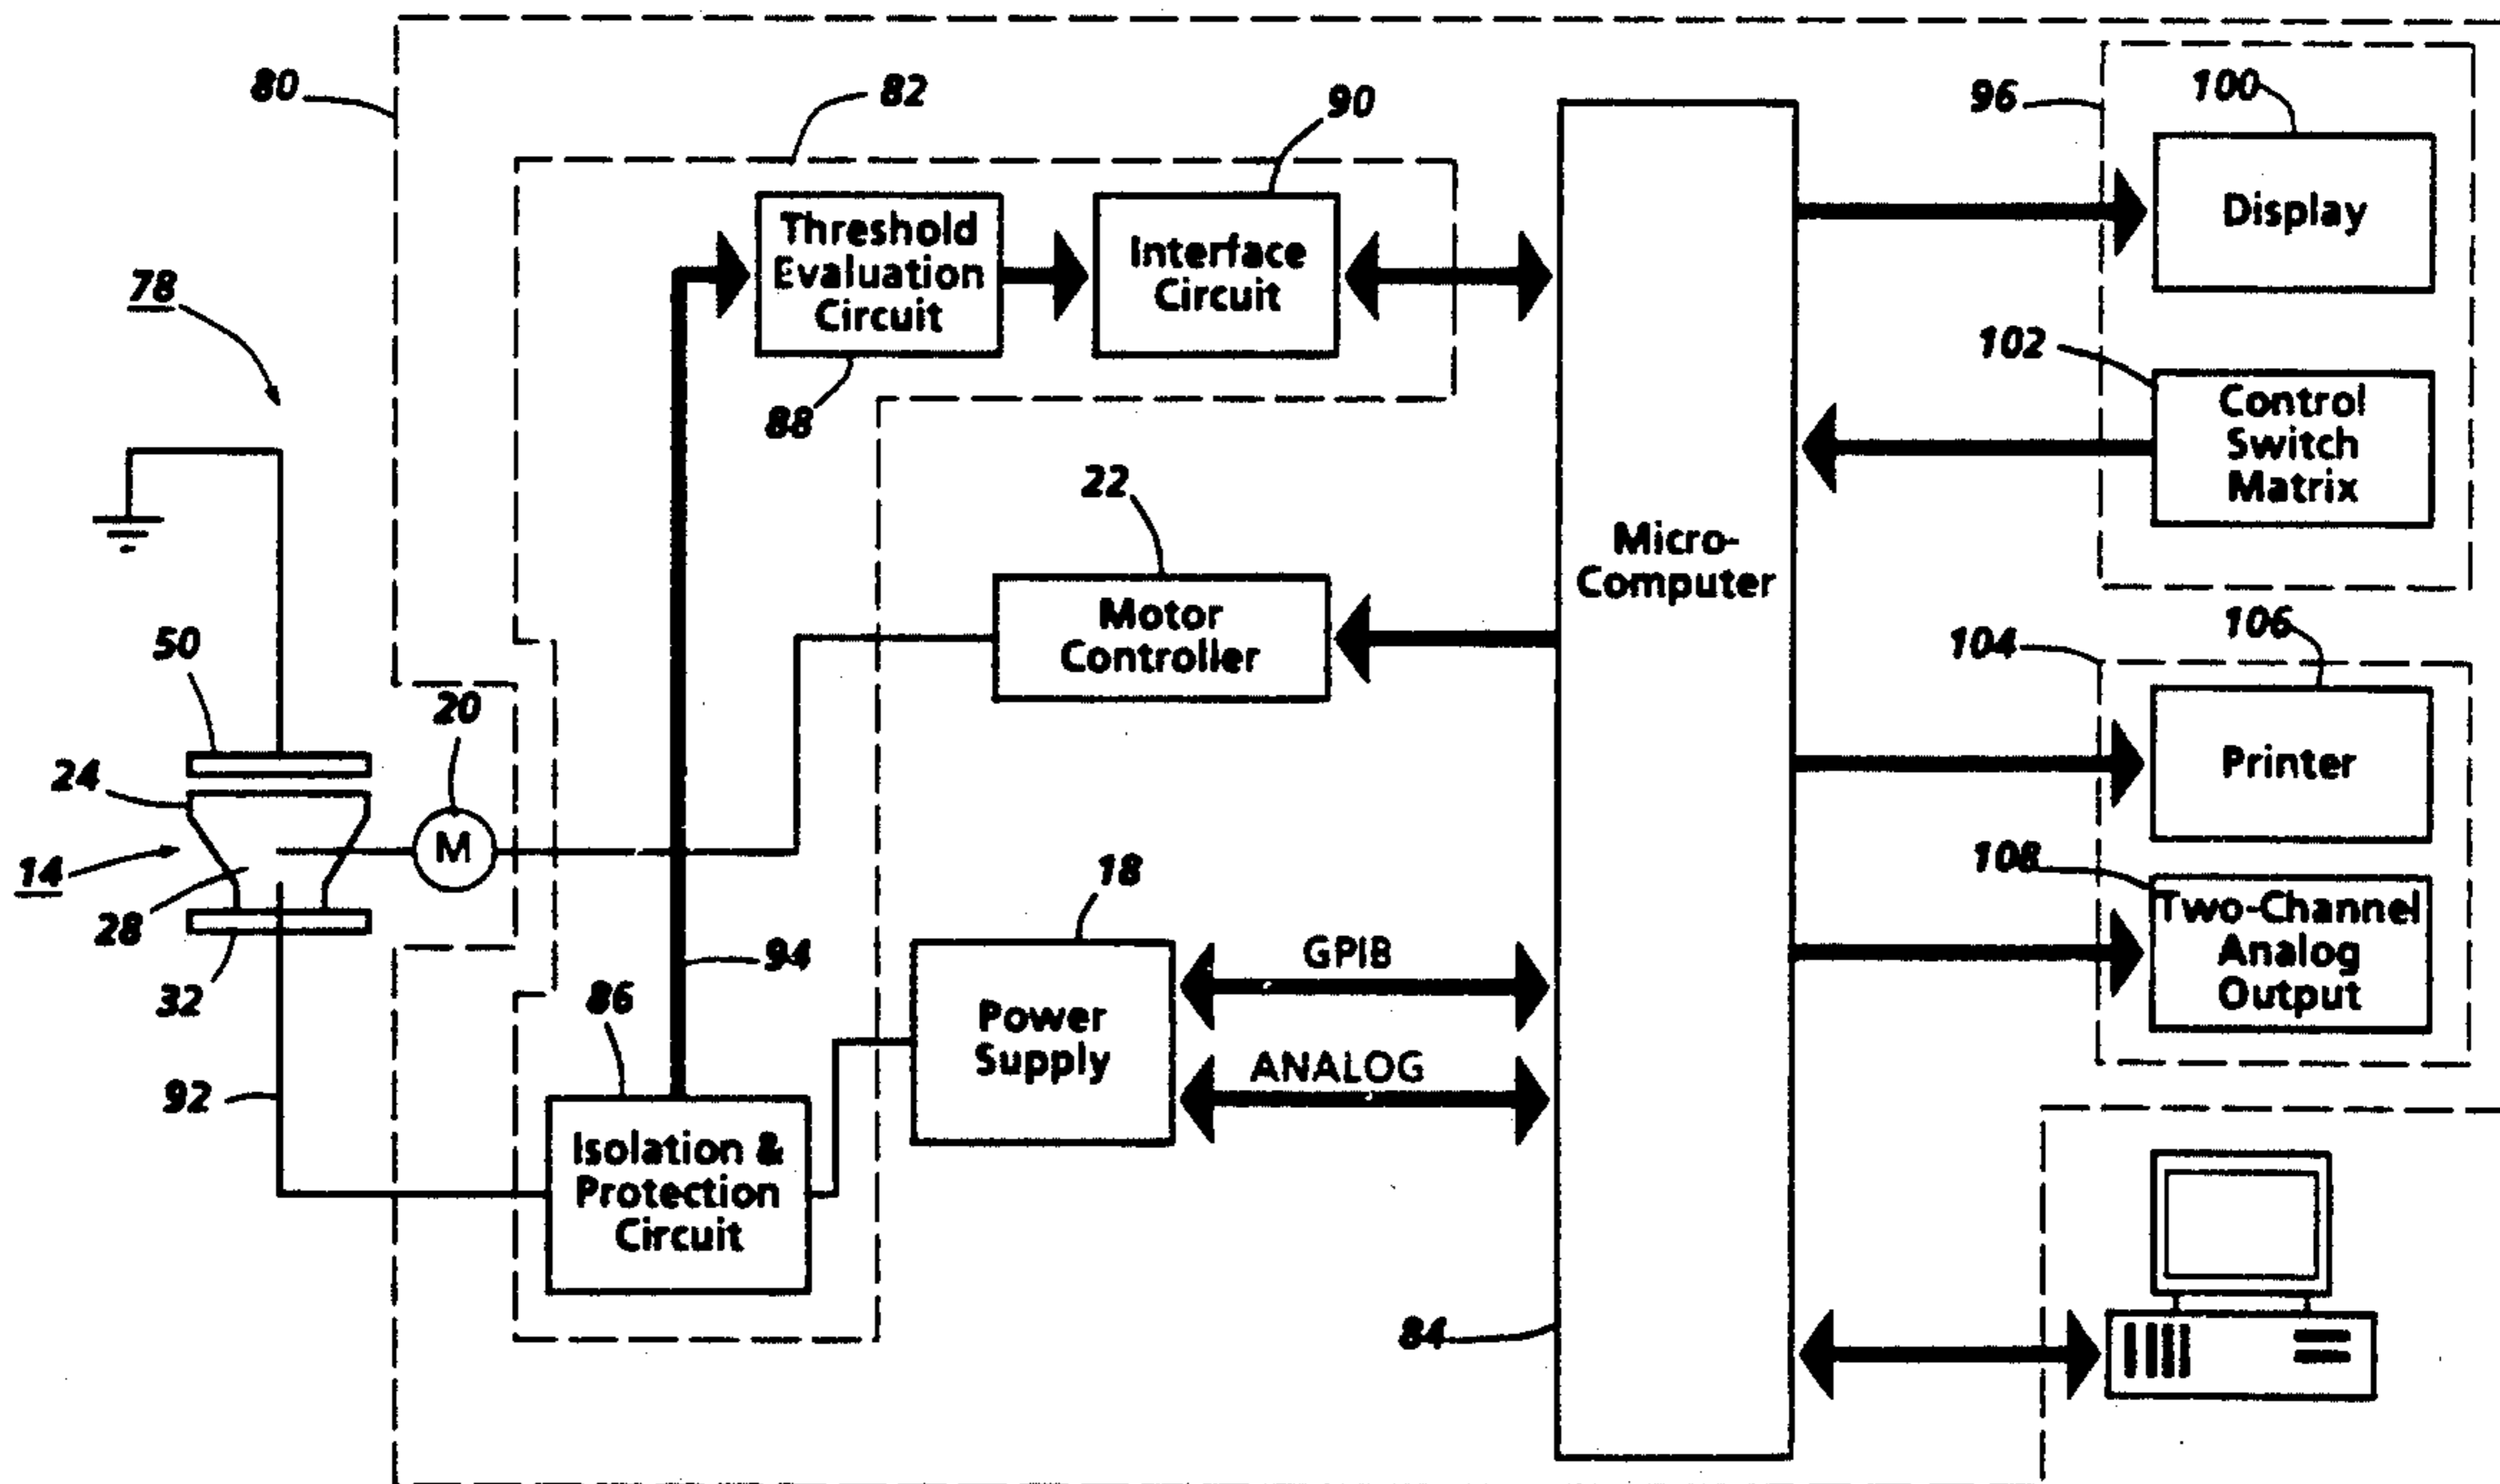 80
82
90
96
100
Threshold
Evaluation
Circuit
Interface
Circuit
Display
78
88
102
Control
Switch
Matrix
22
Micro-
Computer
Motor
Controller
50
20
24
M
14
28
32
104
106
Printer
108
Two-Channel
Analog
Output
18
GPIB
94
86
Power
Supply
ANALOG
92
Isolation &
Protection
Circuit
84